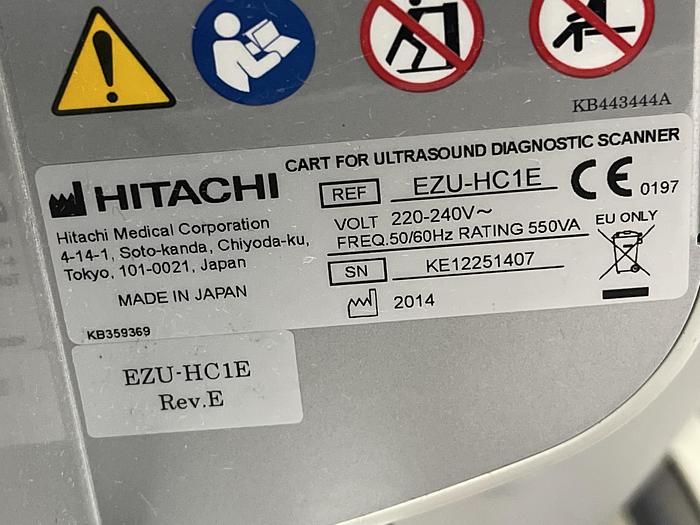 KB443444A
CART FOR ULTRASOUND DIAGNOSTIC SCANNER
HITACHI
REF EZU-HC1E CE 0197
Hitachi Medical Corporation
4-14-1, Soto-kanda, Chiyoda-ku,
Tokyo, 101-0021, Japan
MADE IN JAPAN
VOLT 220-240V~
FREQ.50/60Hz RATING 550VA
EU ONLY
SN KE12251407
2014
KB359369
EZU-HC1E
Rev.E